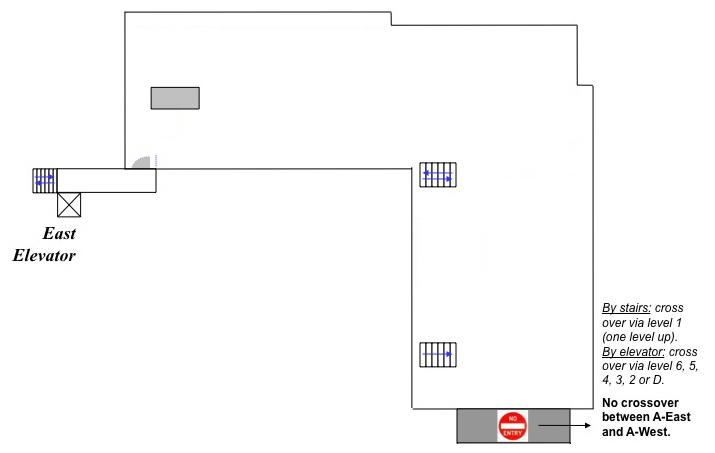 East
Elevator
By stairs: cross
over via level 1
(one level up).
By elevator: cross
over via level 6, 5,
4, 3, 2 or D.
No crossover
between A-East
and A-West.
NO
ENTRY